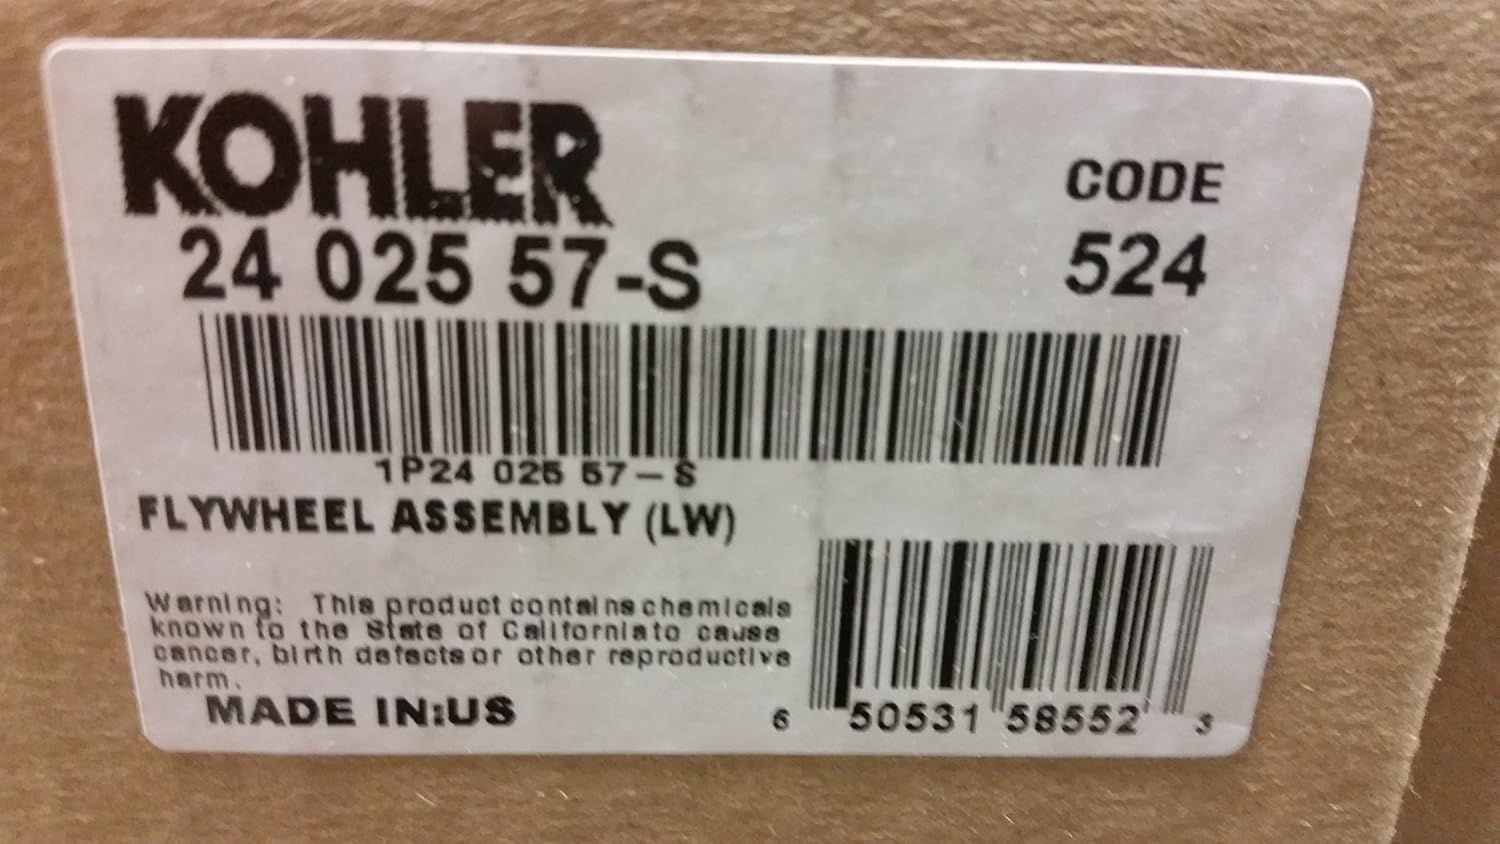 KOHLER
CODE
24 025 57-S
524
1P24 025 57-S
FLYWHEEL ASSEMBLY (LW)
Warning: This product contains chemicals
known to the State of California to cause
cancer, birth defects or other reproductive
harm.
MADE IN:US
6 50531 58552 3